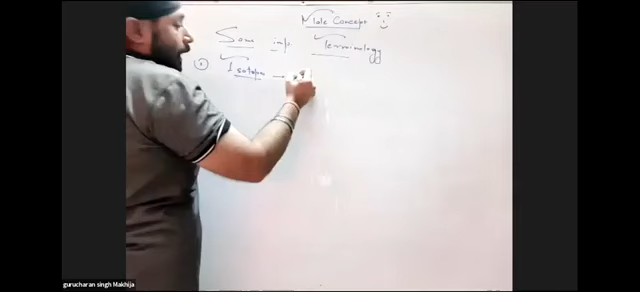 Mole Concept
Some imp Terminology
① Isotopes →
gurucharan singh Makhija